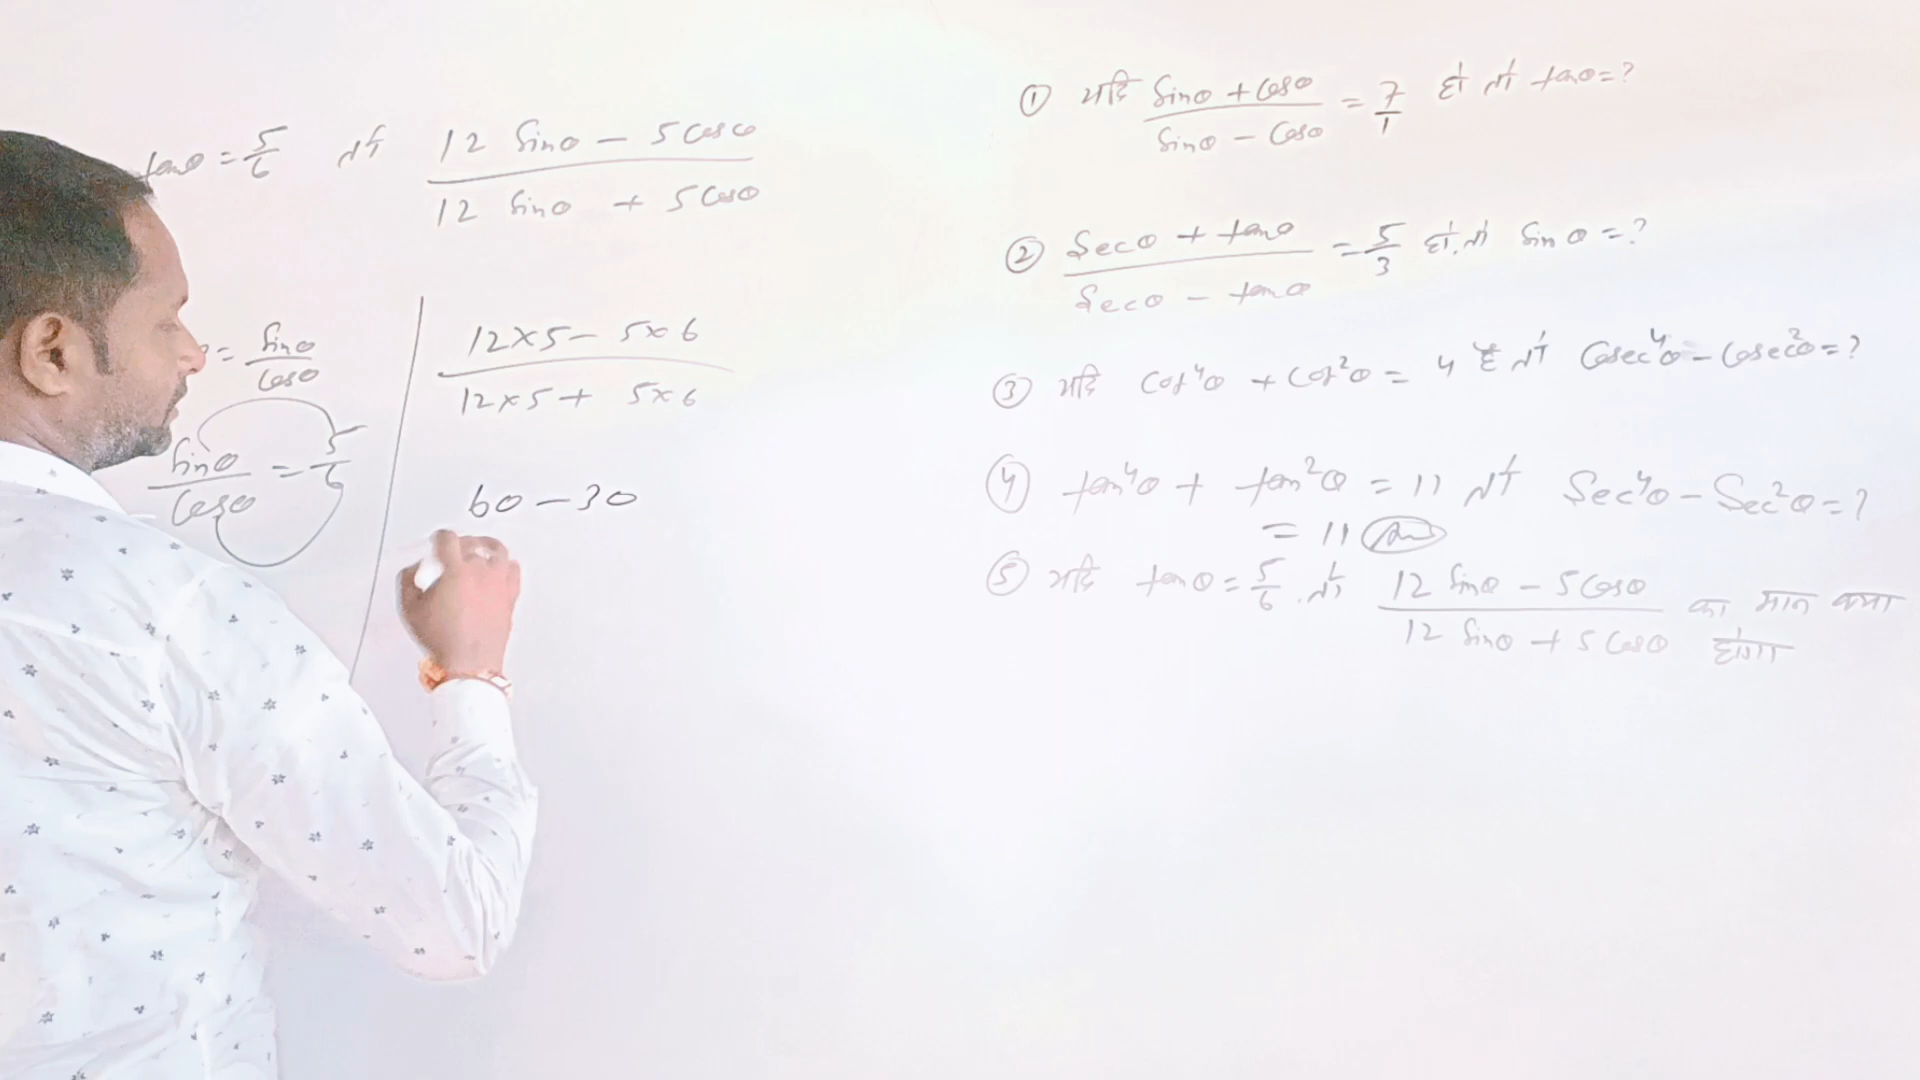 tanθ = 5/6 तो (12 Sinθ - 5Cosθ)/(12 Sinθ + 5Cosθ)
= Sinθ/Cosθ
Sinθ/Cosθ = 5/6
(12×5 - 5×6)/(12×5 + 5×6)
60 - 30
① यदि (Sinθ + Cosθ)/(Sinθ - Cosθ) = 7/1 हो तो tanθ = ?
② (Secθ + tanθ)/(Secθ - tanθ) = 5/3 हो. तो Sinθ = ?
③ यदि Cot⁴θ + Cot²θ = 4 है तो Cosec⁴θ - Cosec²θ = ?
④ tan⁴θ + tan²θ = 11 तो Sec⁴θ - Sec²θ = ?
= 11 Ans
⑤ यदि tanθ = 5/6 . तो (12 Sinθ - 5Cosθ)/(12 Sinθ + 5Cosθ) का मान क्या
होगा